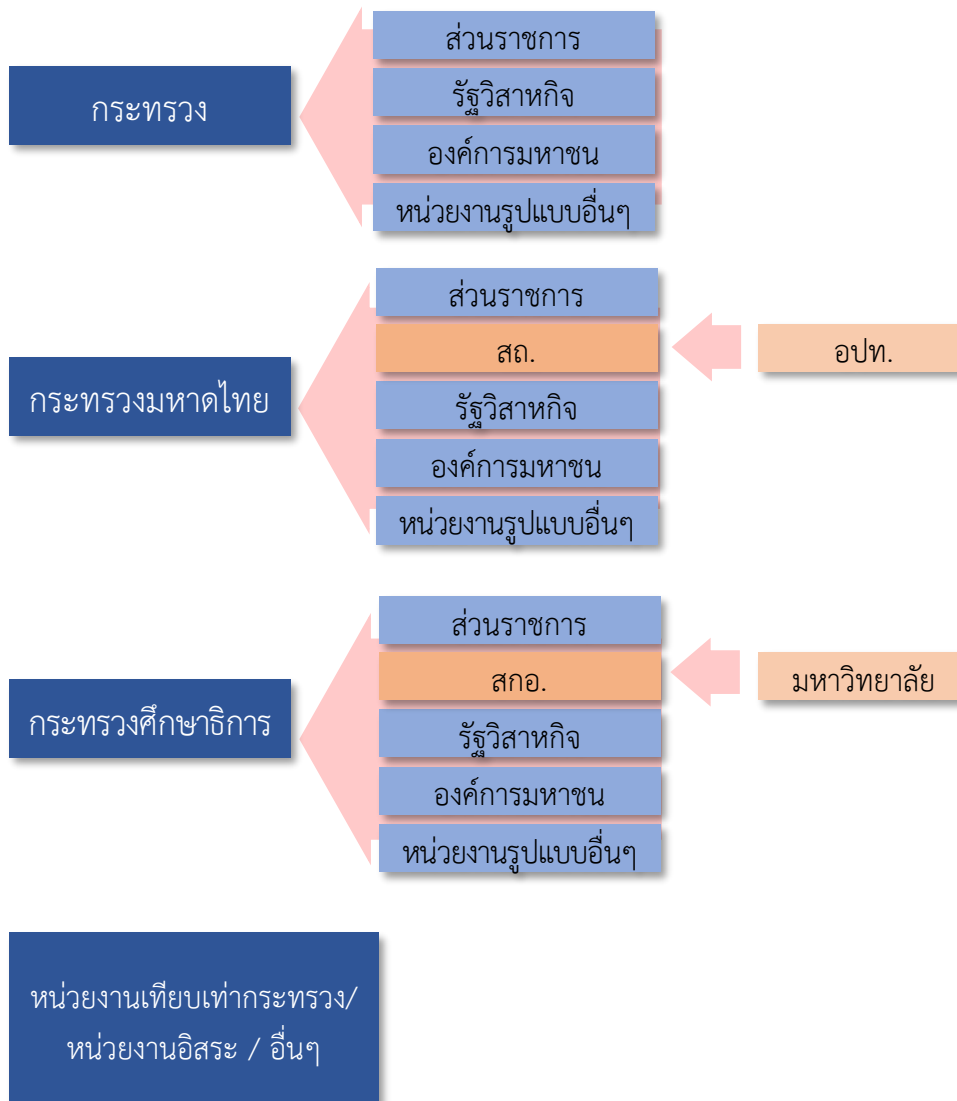 ส่วนราชการ
รัฐวิสาหกิจ
กระทรวง
องค์การมหาชน
หน่วยงานรูปแบบอื่นๆ
ส่วนราชการ
สถ.
อปท.
กระทรวงมหาดไทย
รัฐวิสาหกิจ
องค์การมหาชน
หน่วยงานรูปแบบอื่นๆ
ส่วนราชการ
สกอ.
มหาวิทยาลัย
กระทรวงศึกษาธิการ
รัฐวิสาหกิจ
องค์การมหาชน
หน่วยงานรูปแบบอื่นๆ
หน่วยงานเทียบเท่ากระทรวง/
หน่วยงานอิสระ / อื่นๆ